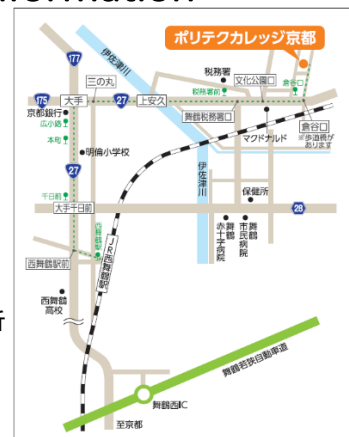 Information
ポリテクカレッジ京都
177
伊佐津川
税務署
文化公園口
倉谷口
三の丸
税務署前
175
大手
27
上安久
京都銀行
広小路
舞鶴税務署口
倉谷口
※歩道橋が
あります
マクドナルド
本町
明倫小学校
27
伊佐津川
保健所
千日前
大手千日前
28
西舞鶴駅
JR西舞鶴駅
舞鶴
赤十字病院
舞鶴
市民病院
西舞鶴駅前
西舞鶴
高校
所
舞鶴若狭自動車道
舞鶴西IC
至京都